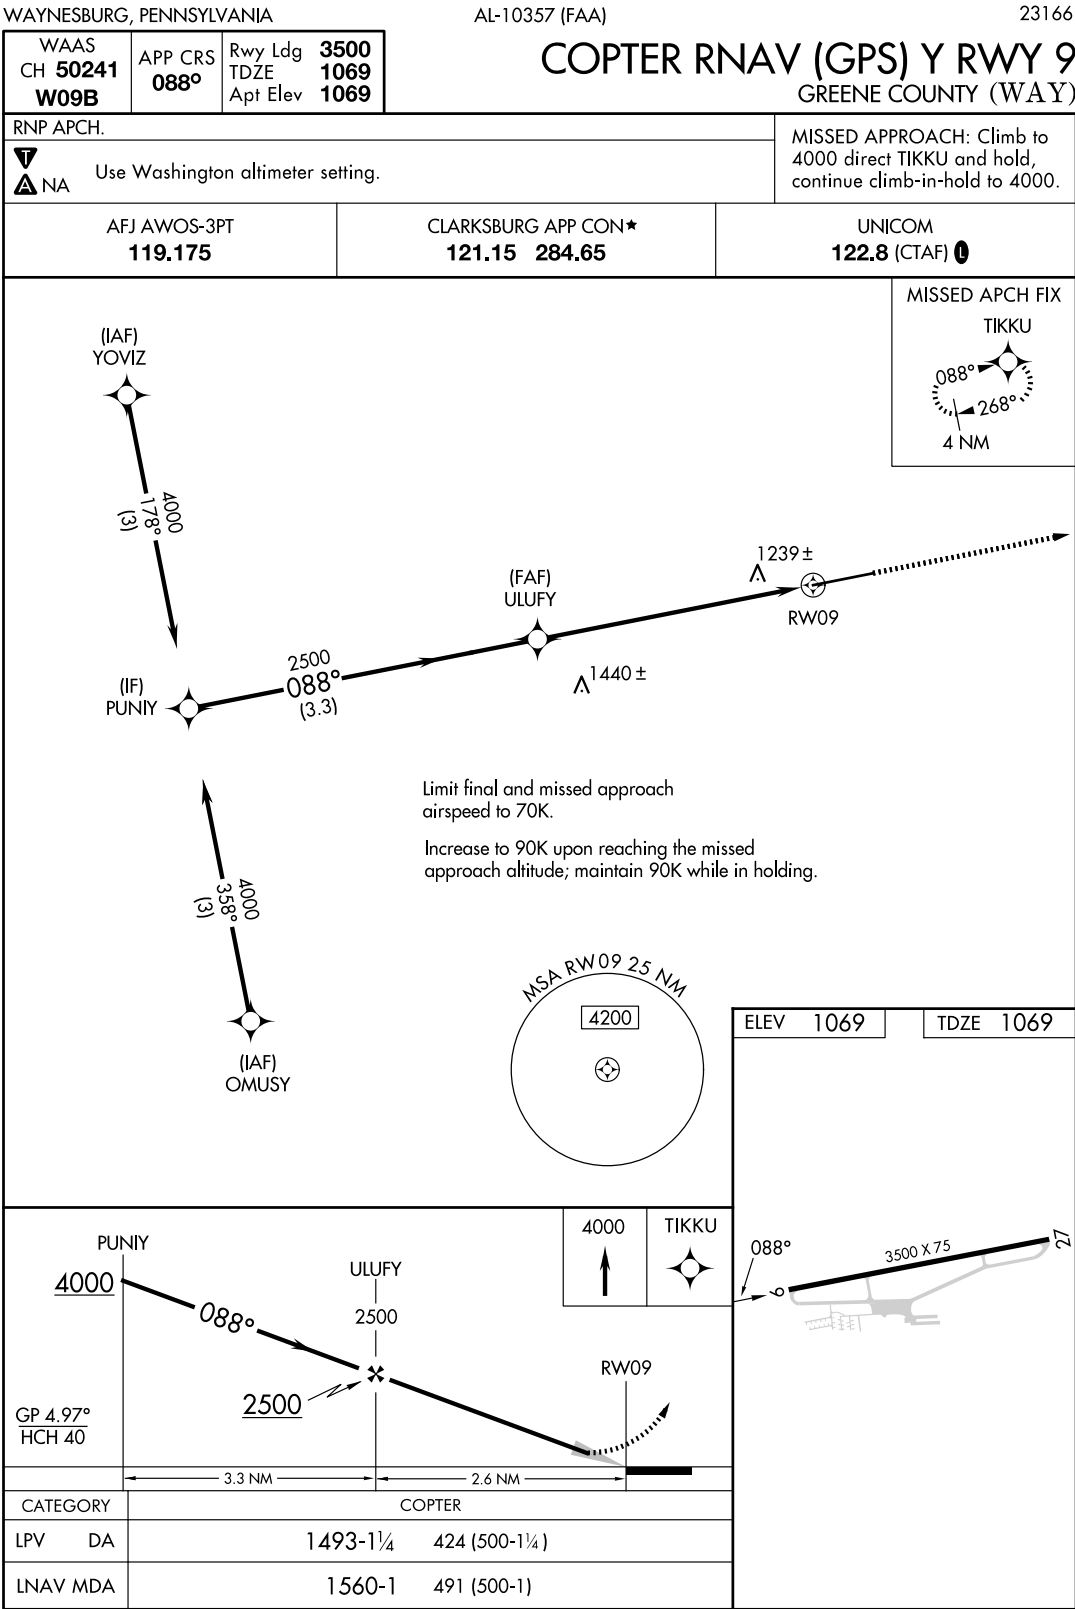 WAYNESBURG, PENNSYLVANIA
AL-10357 (FAA)
23166
WAAS
CH 50241
W09B
APP CRS
088°
Rwy Ldg 3500
TDZE 1069
Apt Elev 1069
COPTER RNAV (GPS) Y RWY 9
GREENE COUNTY (WAY)
RNP APCH.
T
A NA
Use Washington altimeter setting.
MISSED APPROACH: Climb to
4000 direct TIKKU and hold,
continue climb-in-hold to 4000.
AFJ AWOS-3PT
119.175
CLARKSBURG APP CON★
121.15 284.65
UNICOM
122.8 (CTAF) L
MISSED APCH FIX
TIKKU
088°
268°
4 NM
(IAF)
YOVIZ
4000
178°
(3)
1239 ±
(FAF)
ULUFY
RW09
2500
088°
(3.3)
1440 ±
(IF)
PUNIY
Limit final and missed approach
airspeed to 70K.
Increase to 90K upon reaching the missed
approach altitude; maintain 90K while in holding.
4000
358°
(3)
(IAF)
OMUSY
MSA RW09 25 NM
4200
ELEV 1069
TDZE 1069
088°
3500 X 75
9
27
4000
TIKKU
PUNIY
4000
088°
ULUFY
2500
2500
RW09
GP 4.97°
HCH 40
3.3 NM
2.6 NM
CATEGORY
COPTER
LPV DA
1493-1¼ 424 (500-1¼)
LNAV MDA
1560-1 491 (500-1)